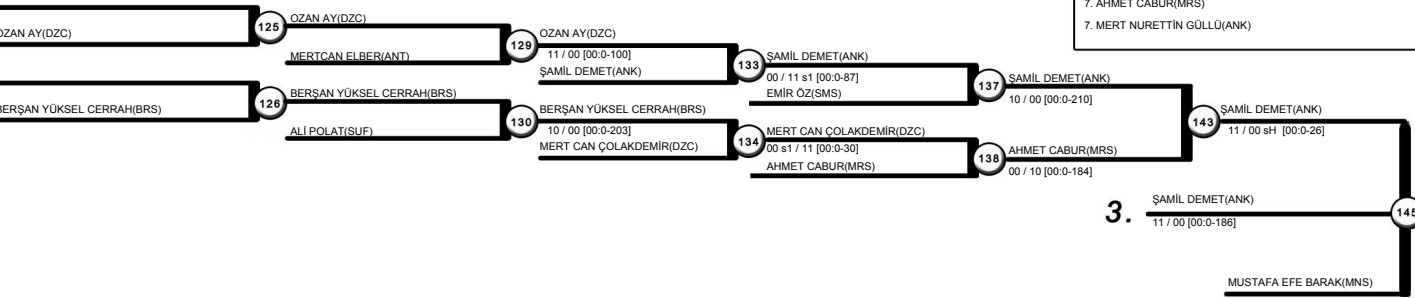 7. AHMET CABUR(MRS)
7. MERT NURETTİN GÜLLÜ(ANK)
OZAN AY(DZC)
125
OZAN AY(DZC)
MERTCAN ELBER(ANT)
129
OZAN AY(DZC)
11 / 00 [00:0-100]
ŞAMİL DEMET(ANK)
133
ŞAMİL DEMET(ANK)
00 / 11 s1 [00:0-87]
EMİR ÖZ(SMS)
137
ŞAMİL DEMET(ANK)
10 / 00 [00:0-210]
BERŞAN YÜKSEL CERRAH(BRS)
126
BERŞAN YÜKSEL CERRAH(BRS)
ALİ POLAT(SUF)
130
BERŞAN YÜKSEL CERRAH(BRS)
10 / 00 [00:0-203]
MERT CAN ÇOLAKDEMİR(DZC)
134
MERT CAN ÇOLAKDEMİR(DZC)
00 s1 / 11 [00:0-30]
AHMET CABUR(MRS)
138
AHMET CABUR(MRS)
00 / 10 [00:0-184]
143
ŞAMİL DEMET(ANK)
11 / 00 sH [00:0-26]
3.
ŞAMİL DEMET(ANK)
11 / 00 [00:0-186]
145
MUSTAFA EFE BARAK(MNS)